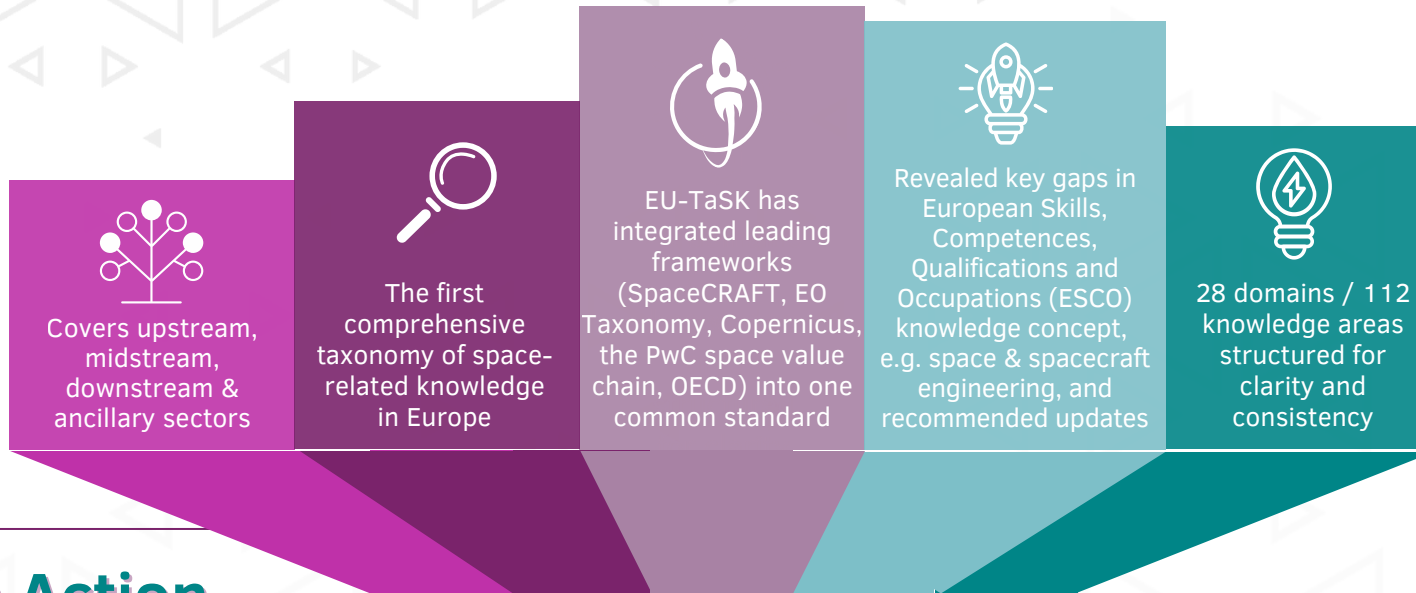 Covers upstream,
midstream,
downstream &
ancillary sectors
The first
comprehensive
taxonomy of space-
related knowledge
in Europe
EU-TaSK has
integrated leading
frameworks
(SpaceCRAFT, EO
Taxonomy, Copernicus,
the PwC space value
chain, OECD) into one
common standard
Revealed key gaps in
European Skills,
Competences,
Qualifications and
Occupations (ESCO)
knowledge concept,
e.g. space & spacecraft
engineering, and
recommended updates
28 domains / 112
knowledge areas
structured for
clarity and
consistency
Action